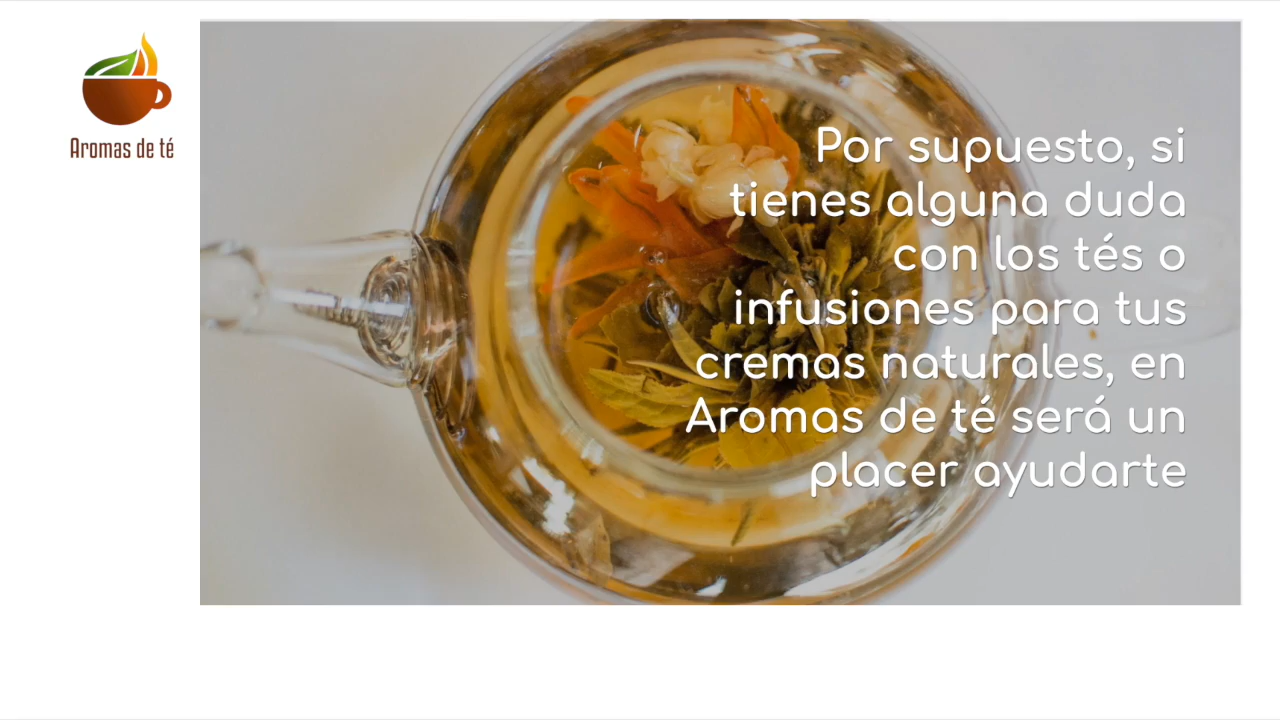 Aromas de té
Por supuesto, si
tienes alguna duda
con los tés o
infusiones para tus
cremas naturales, en
Aromas de té será un
placer ayudarte